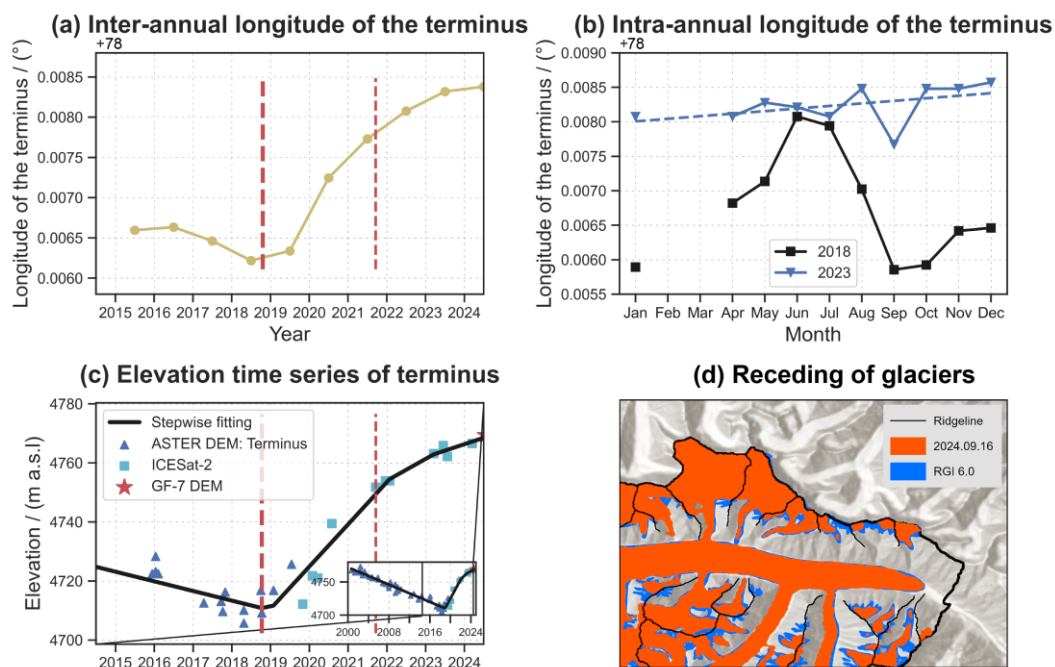 (a) Inter-annual longitude of the terminus
+78
0.0085
0.0080
0.0075
0.0070
0.0065
0.0060
Longitude of the terminus / (°)
2015 2016 2017 2018 2019 2020 2021 2022 2023 2024
Year
(b) Intra-annual longitude of the terminus
+78
0.0090
0.0085
0.0080
0.0075
0.0070
0.0065
0.0060
0.0055
Longitude of the terminus / (°)
2018
2023
Jan Feb Mar Apr May Jun Jul Aug Sep Oct Nov Dec
Month
(c) Elevation time series of terminus
4780
4760
4740
4720
4700
Elevation / (m a.s.l)
Stepwise fitting
ASTER DEM: Terminus
ICESat-2
GF-7 DEM
4750
4700
2000 2008 2016 2024
2015 2016 2017 2018 2019 2020 2021 2022 2023 2024
(d) Receding of glaciers
Ridgeline
2024.09.16
RGI 6.0